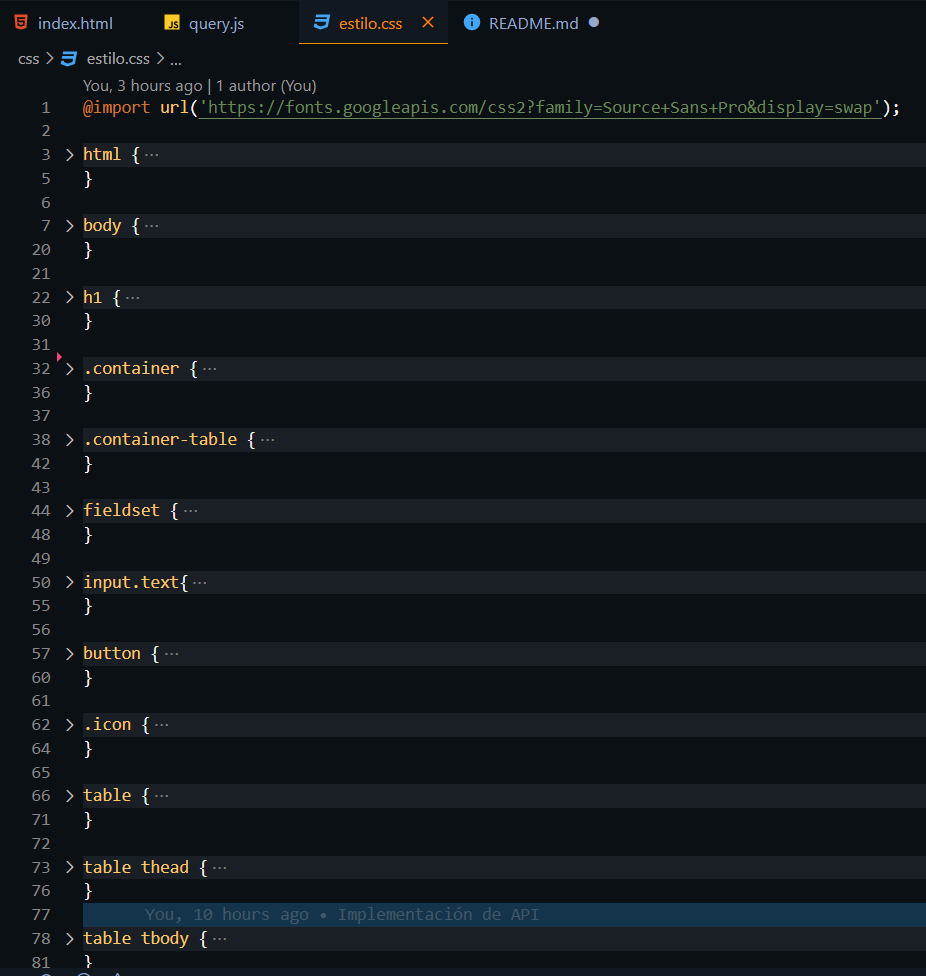 index.html JS query.js estilo.css README.md
css > estilo.css > ...
You, 3 hours ago | 1 author (You)
1 @import url('https://fonts.googleapis.com/css2?family=Source+Sans+Pro&display=swap');
2
3 > html { ···
5 }
6
7 > body { ···
20 }
21
22 > h1 { ···
30 }
31
32 > .container { ···
36 }
37
38 > .container-table { ···
42 }
43
44 > fieldset { ···
48 }
49
50 > input.text{ ···
55 }
56
57 > button { ···
60 }
61
62 > .icon { ···
64 }
65
66 > table { ···
71 }
72
73 > table thead { ···
76 }
77 You, 10 hours ago • Implementación de API
78 > table tbody { ···
81 }